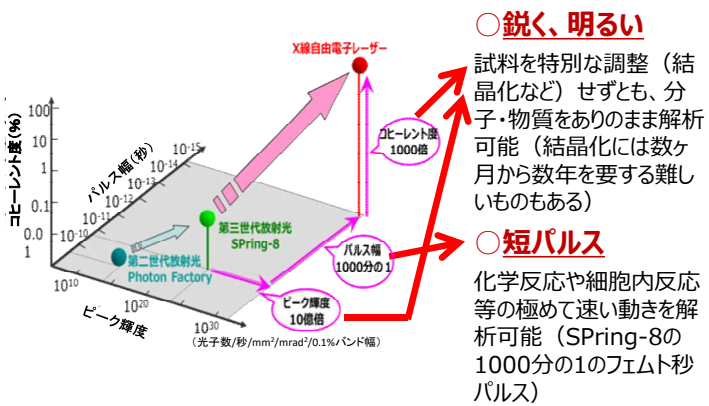 X線自由電子レーザー
コヒーレント度(%)
100
10
1
0.1
0.0
1
パルス幅(秒)
10-15
10-14
10-13
10-12
10-11
10-10
コヒーレント度
1000倍
第三世代放射光
SPring-8
第二世代放射光
Photon Factory
パルス幅
1000分の1
ピーク輝度
10億倍
10¹⁰
10²⁰
10³⁰
ピーク輝度
(光子数/秒/mm²/mrad²/0.1%バンド幅)
○鋭く、明るい
試料を特別な調整（結
晶化など）せずとも、分
子・物質をありのまま解析
可能（結晶化には数ヶ
月から数年を要する難し
いものもある）
○短パルス
化学反応や細胞内反応
等の極めて速い動きを解
析可能（SPring-8の
1000分の1のフェムト秒
パルス）